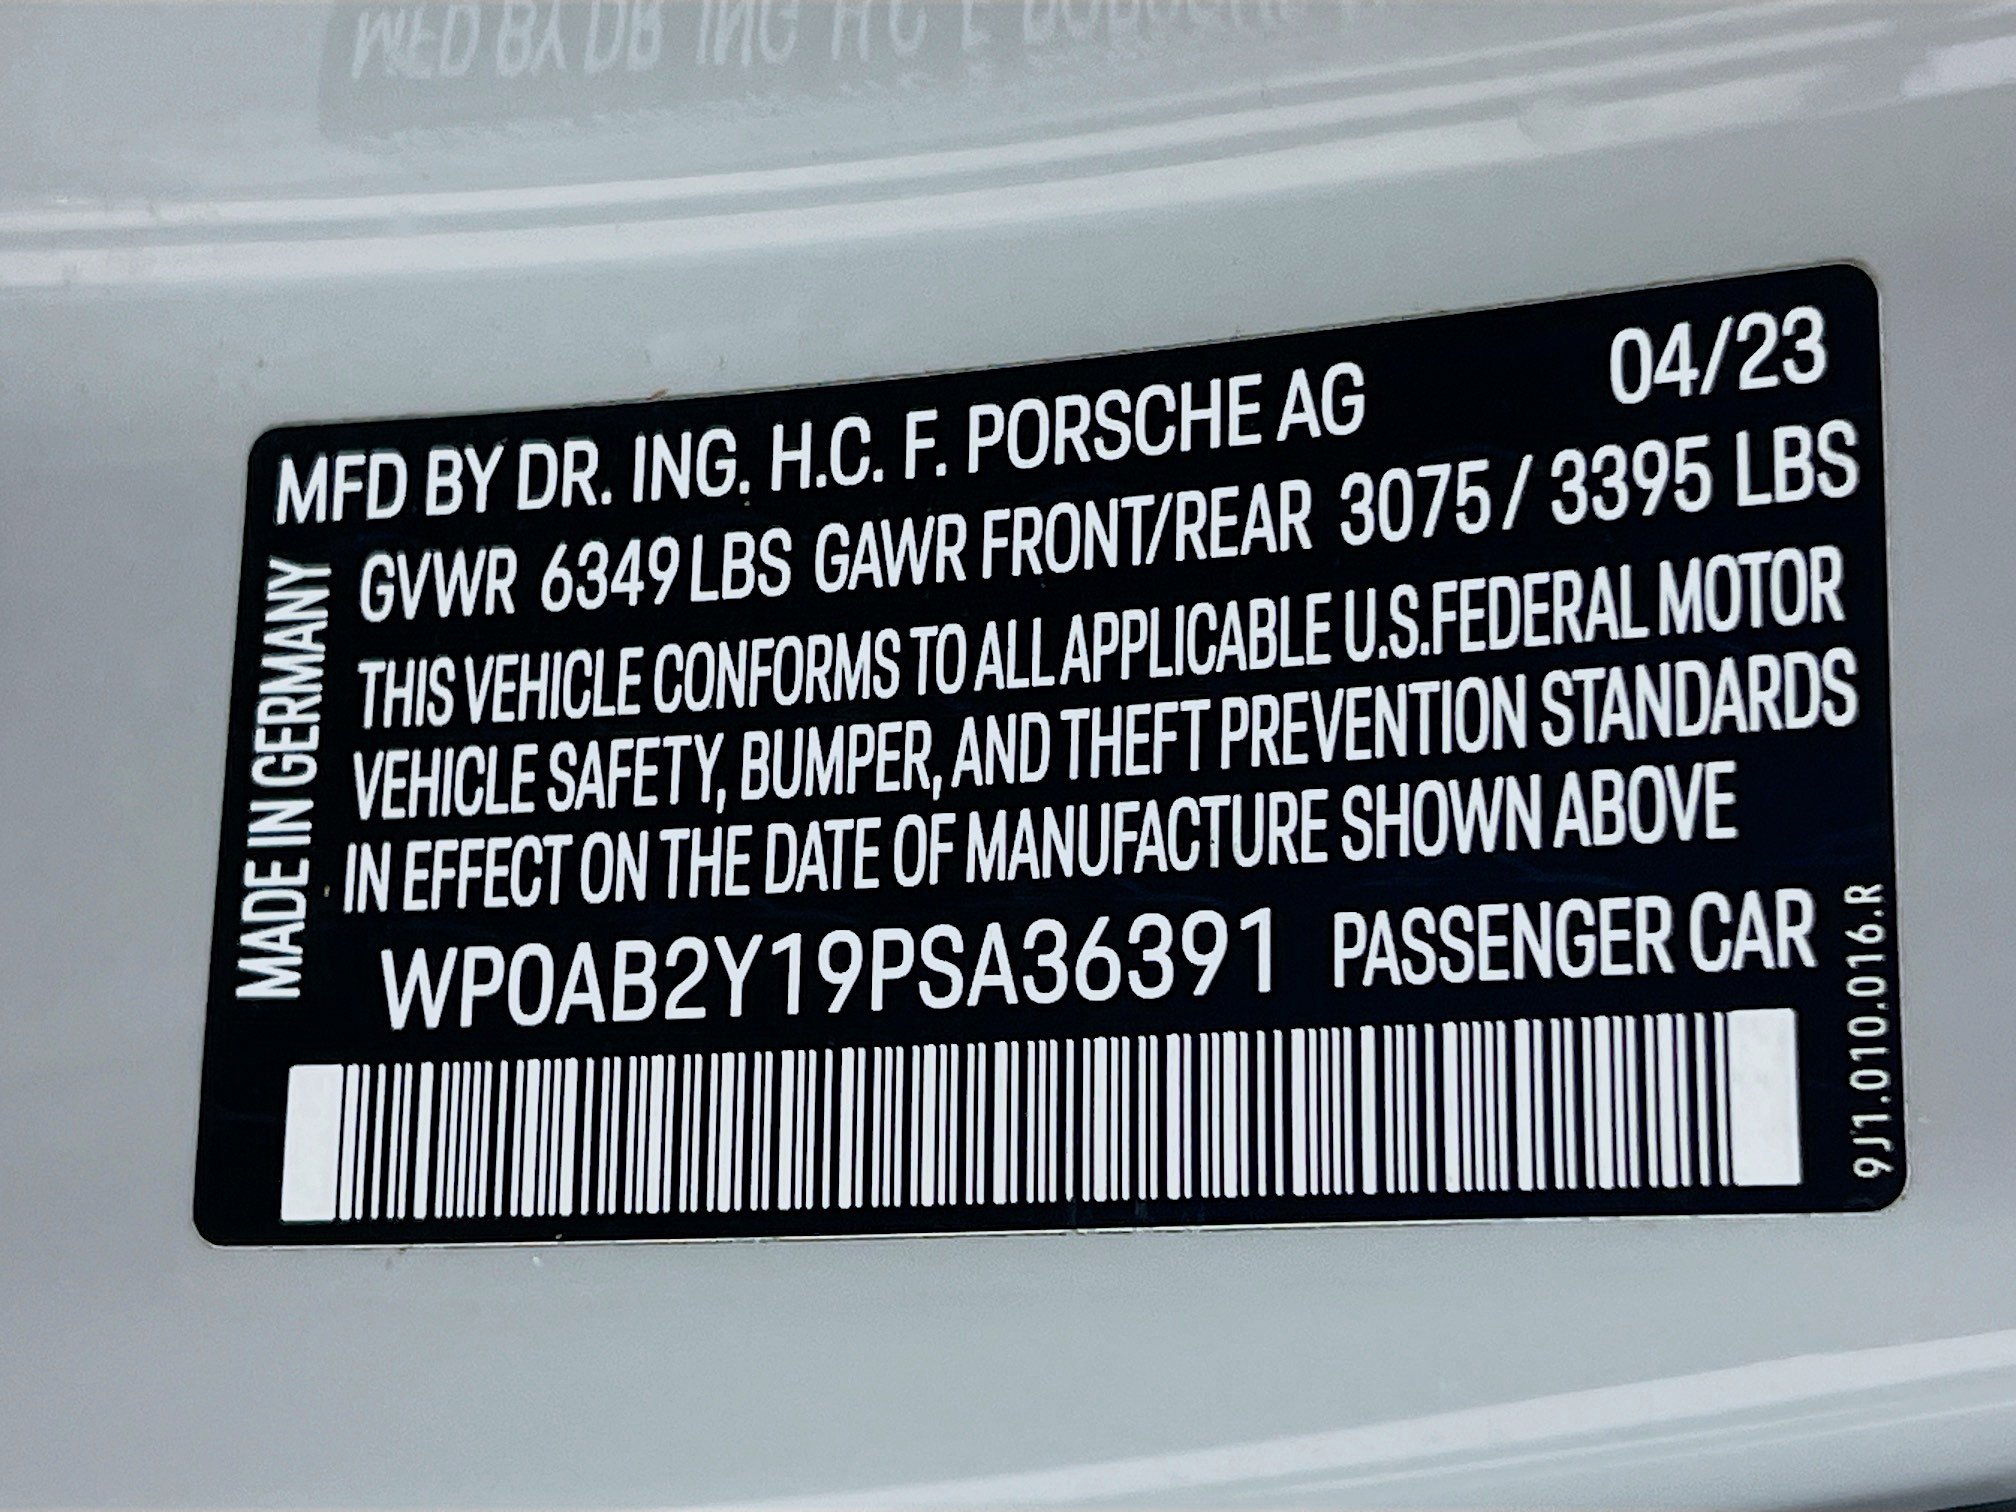 MFD BY DR. ING. H.C. F. PORSCHE AG 04/23
GVWR 6349 LBS GAWR FRONT/REAR 3075 / 3395 LBS
THIS VEHICLE CONFORMS TO ALL APPLICABLE U.S.FEDERAL MOTOR
VEHICLE SAFETY, BUMPER, AND THEFT PREVENTION STANDARDS
IN EFFECT ON THE DATE OF MANUFACTURE SHOWN ABOVE
WP0AB2Y19PSA36391 PASSENGER CAR
MADE IN GERMANY
9J1.010.016.R